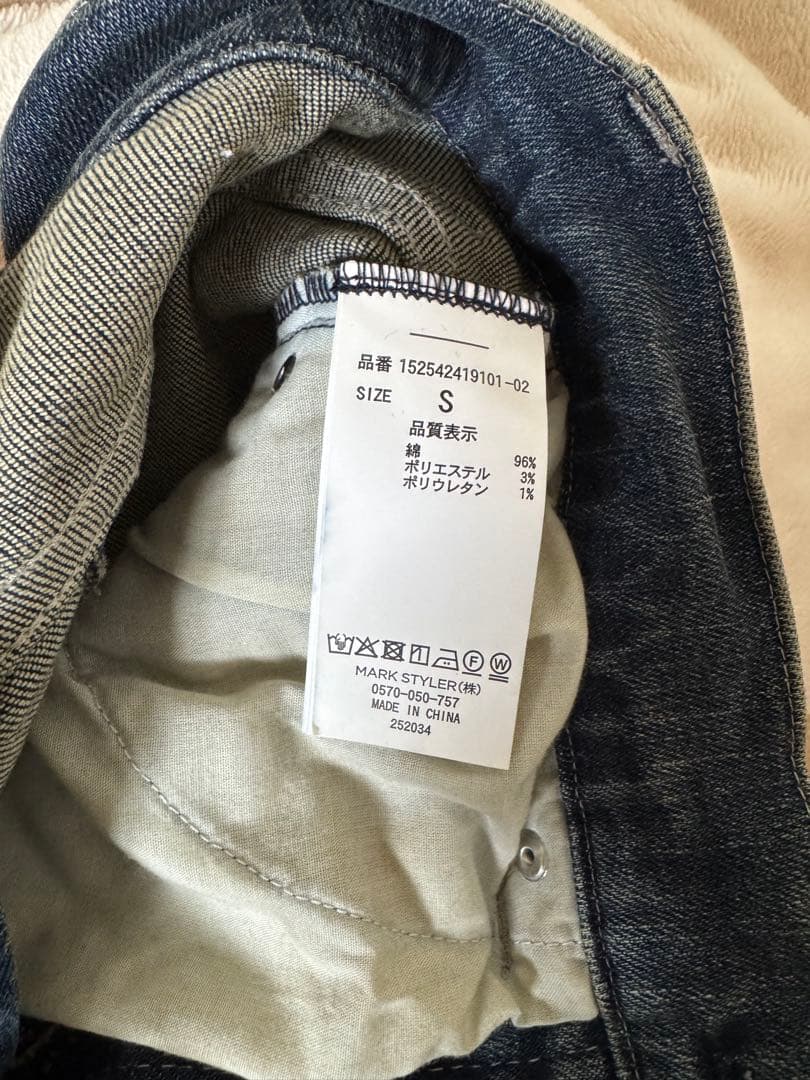 品番 152542419101-02
SIZE S
品質表示
綿 96%
ポリエステル 3%
ポリウレタン 1%
F W
MARK STYLER(株)
0570-050-757
MADE IN CHINA
252034